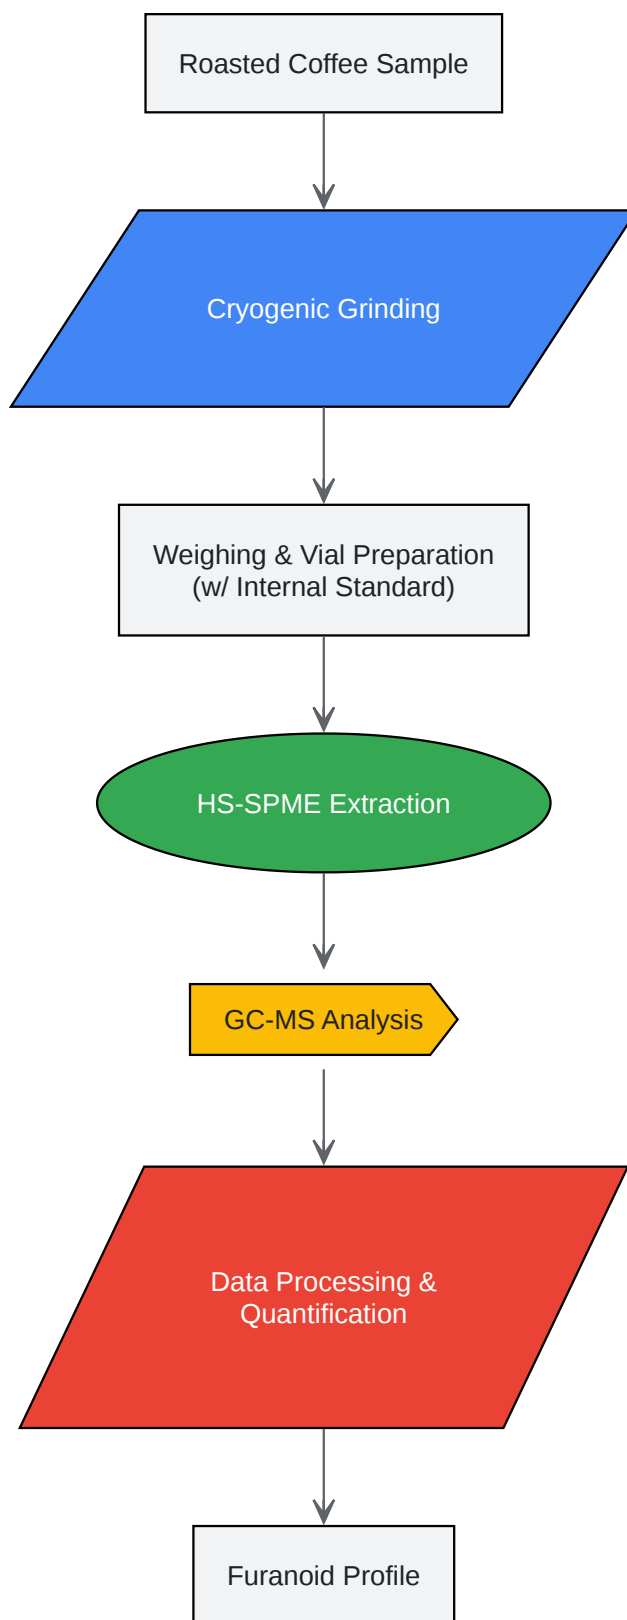 Roasted Coffee Sample
Cryogenic Grinding
Weighing & Vial Preparation
(w/ Internal Standard)
HS-SPME Extraction
GC-MS Analysis
Data Processing &
Quantification
Furanoid Profile